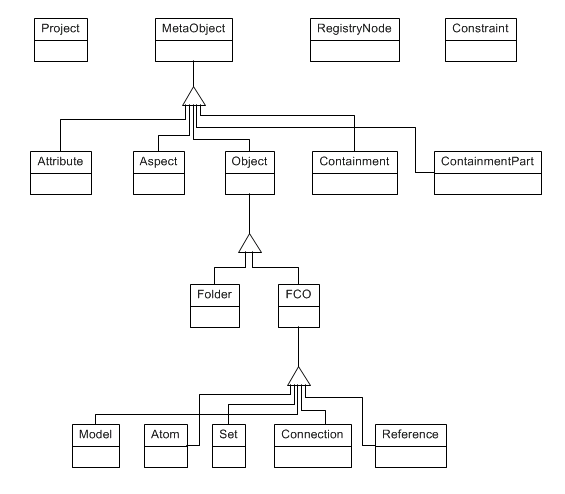 Project
MetaObject
RegistryNode
Constraint
Attribute
Aspect
Object
Containment
ContainmentPart
Folder
FCO
Model
Atom
Set
Connection
Reference